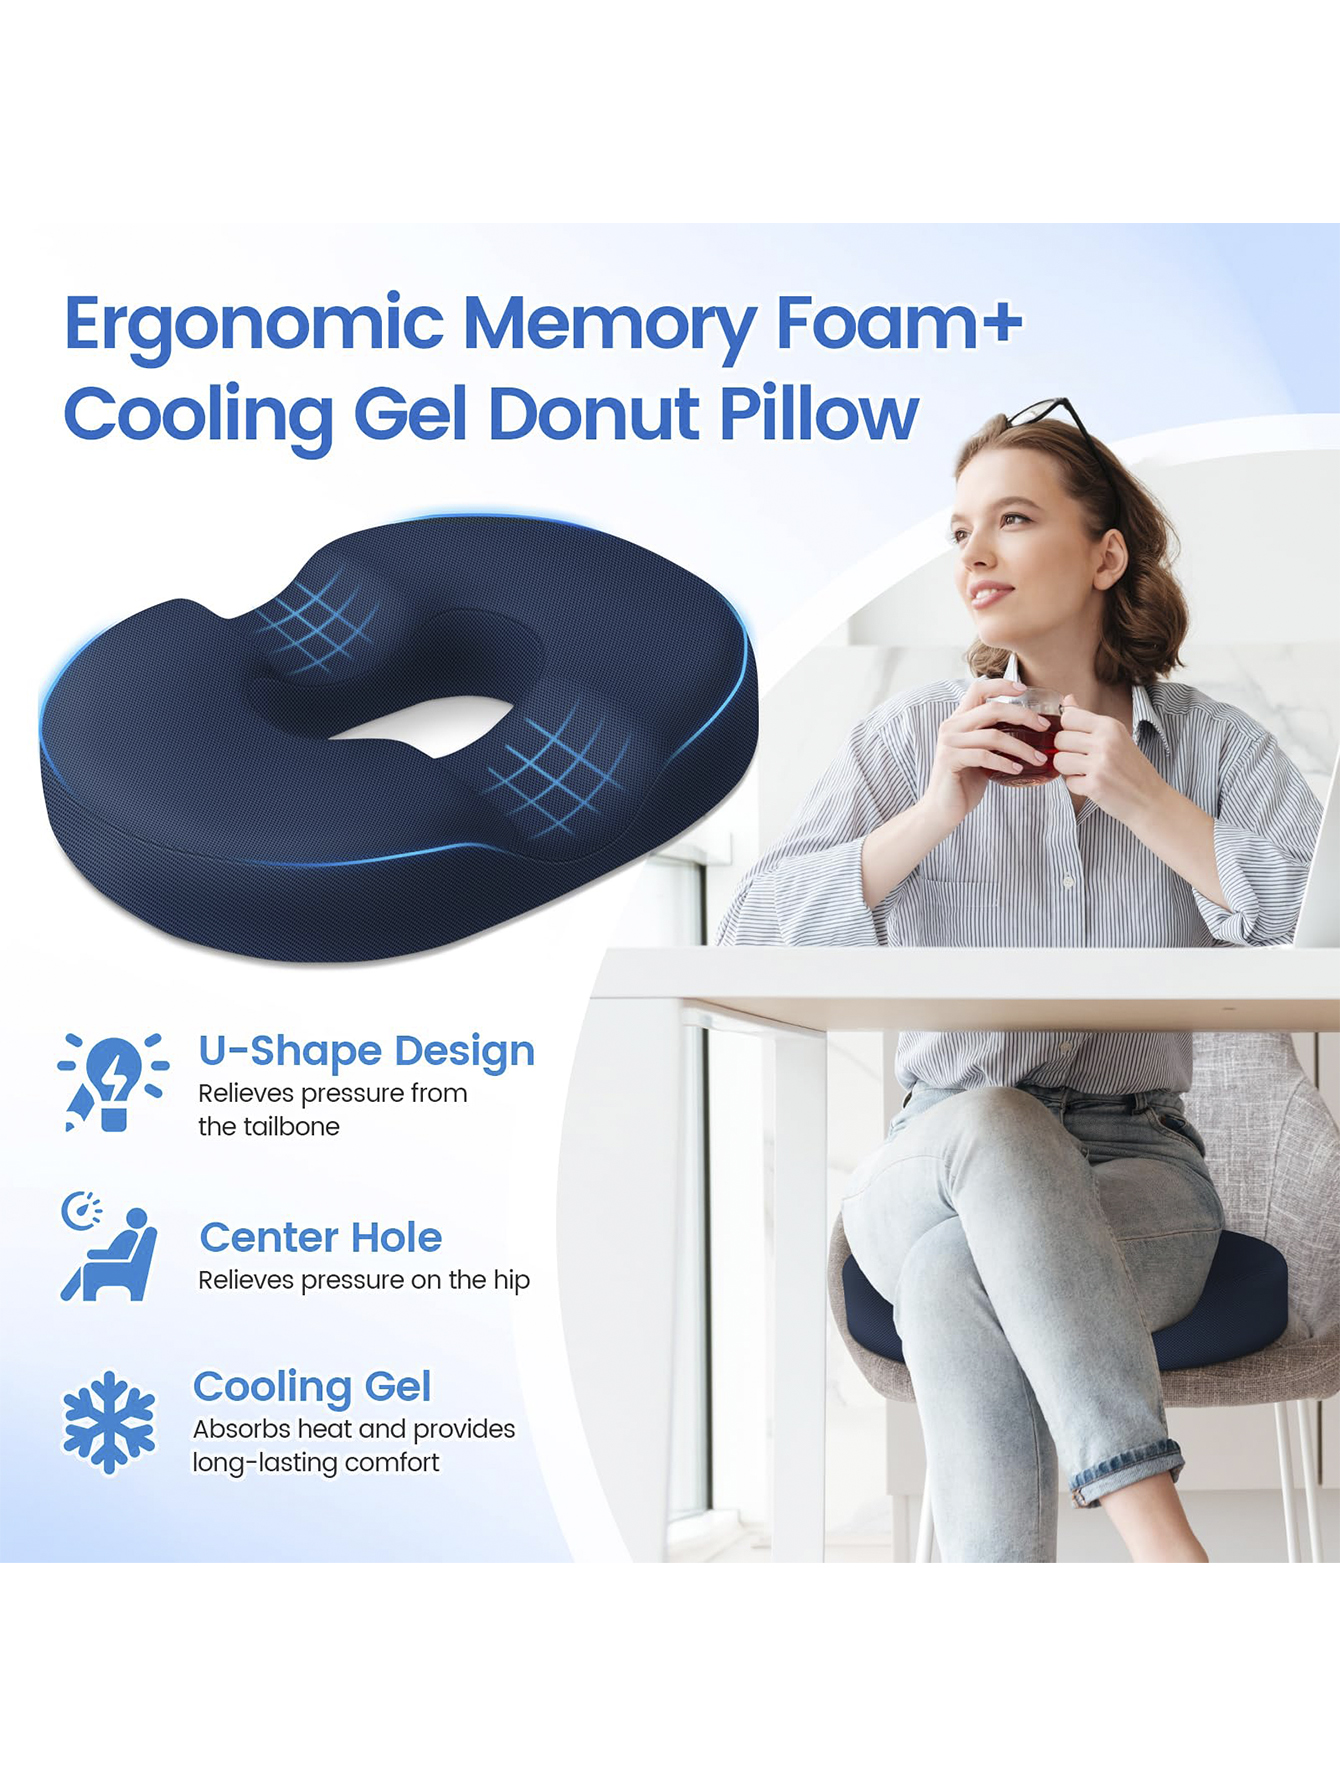 Ergonomic Memory Foam+
Cooling Gel Donut Pillow
U-Shape Design
Relieves pressure from
the tailbone
Center Hole
Relieves pressure on the hip
Cooling Gel
Absorbs heat and provides
long-lasting comfort